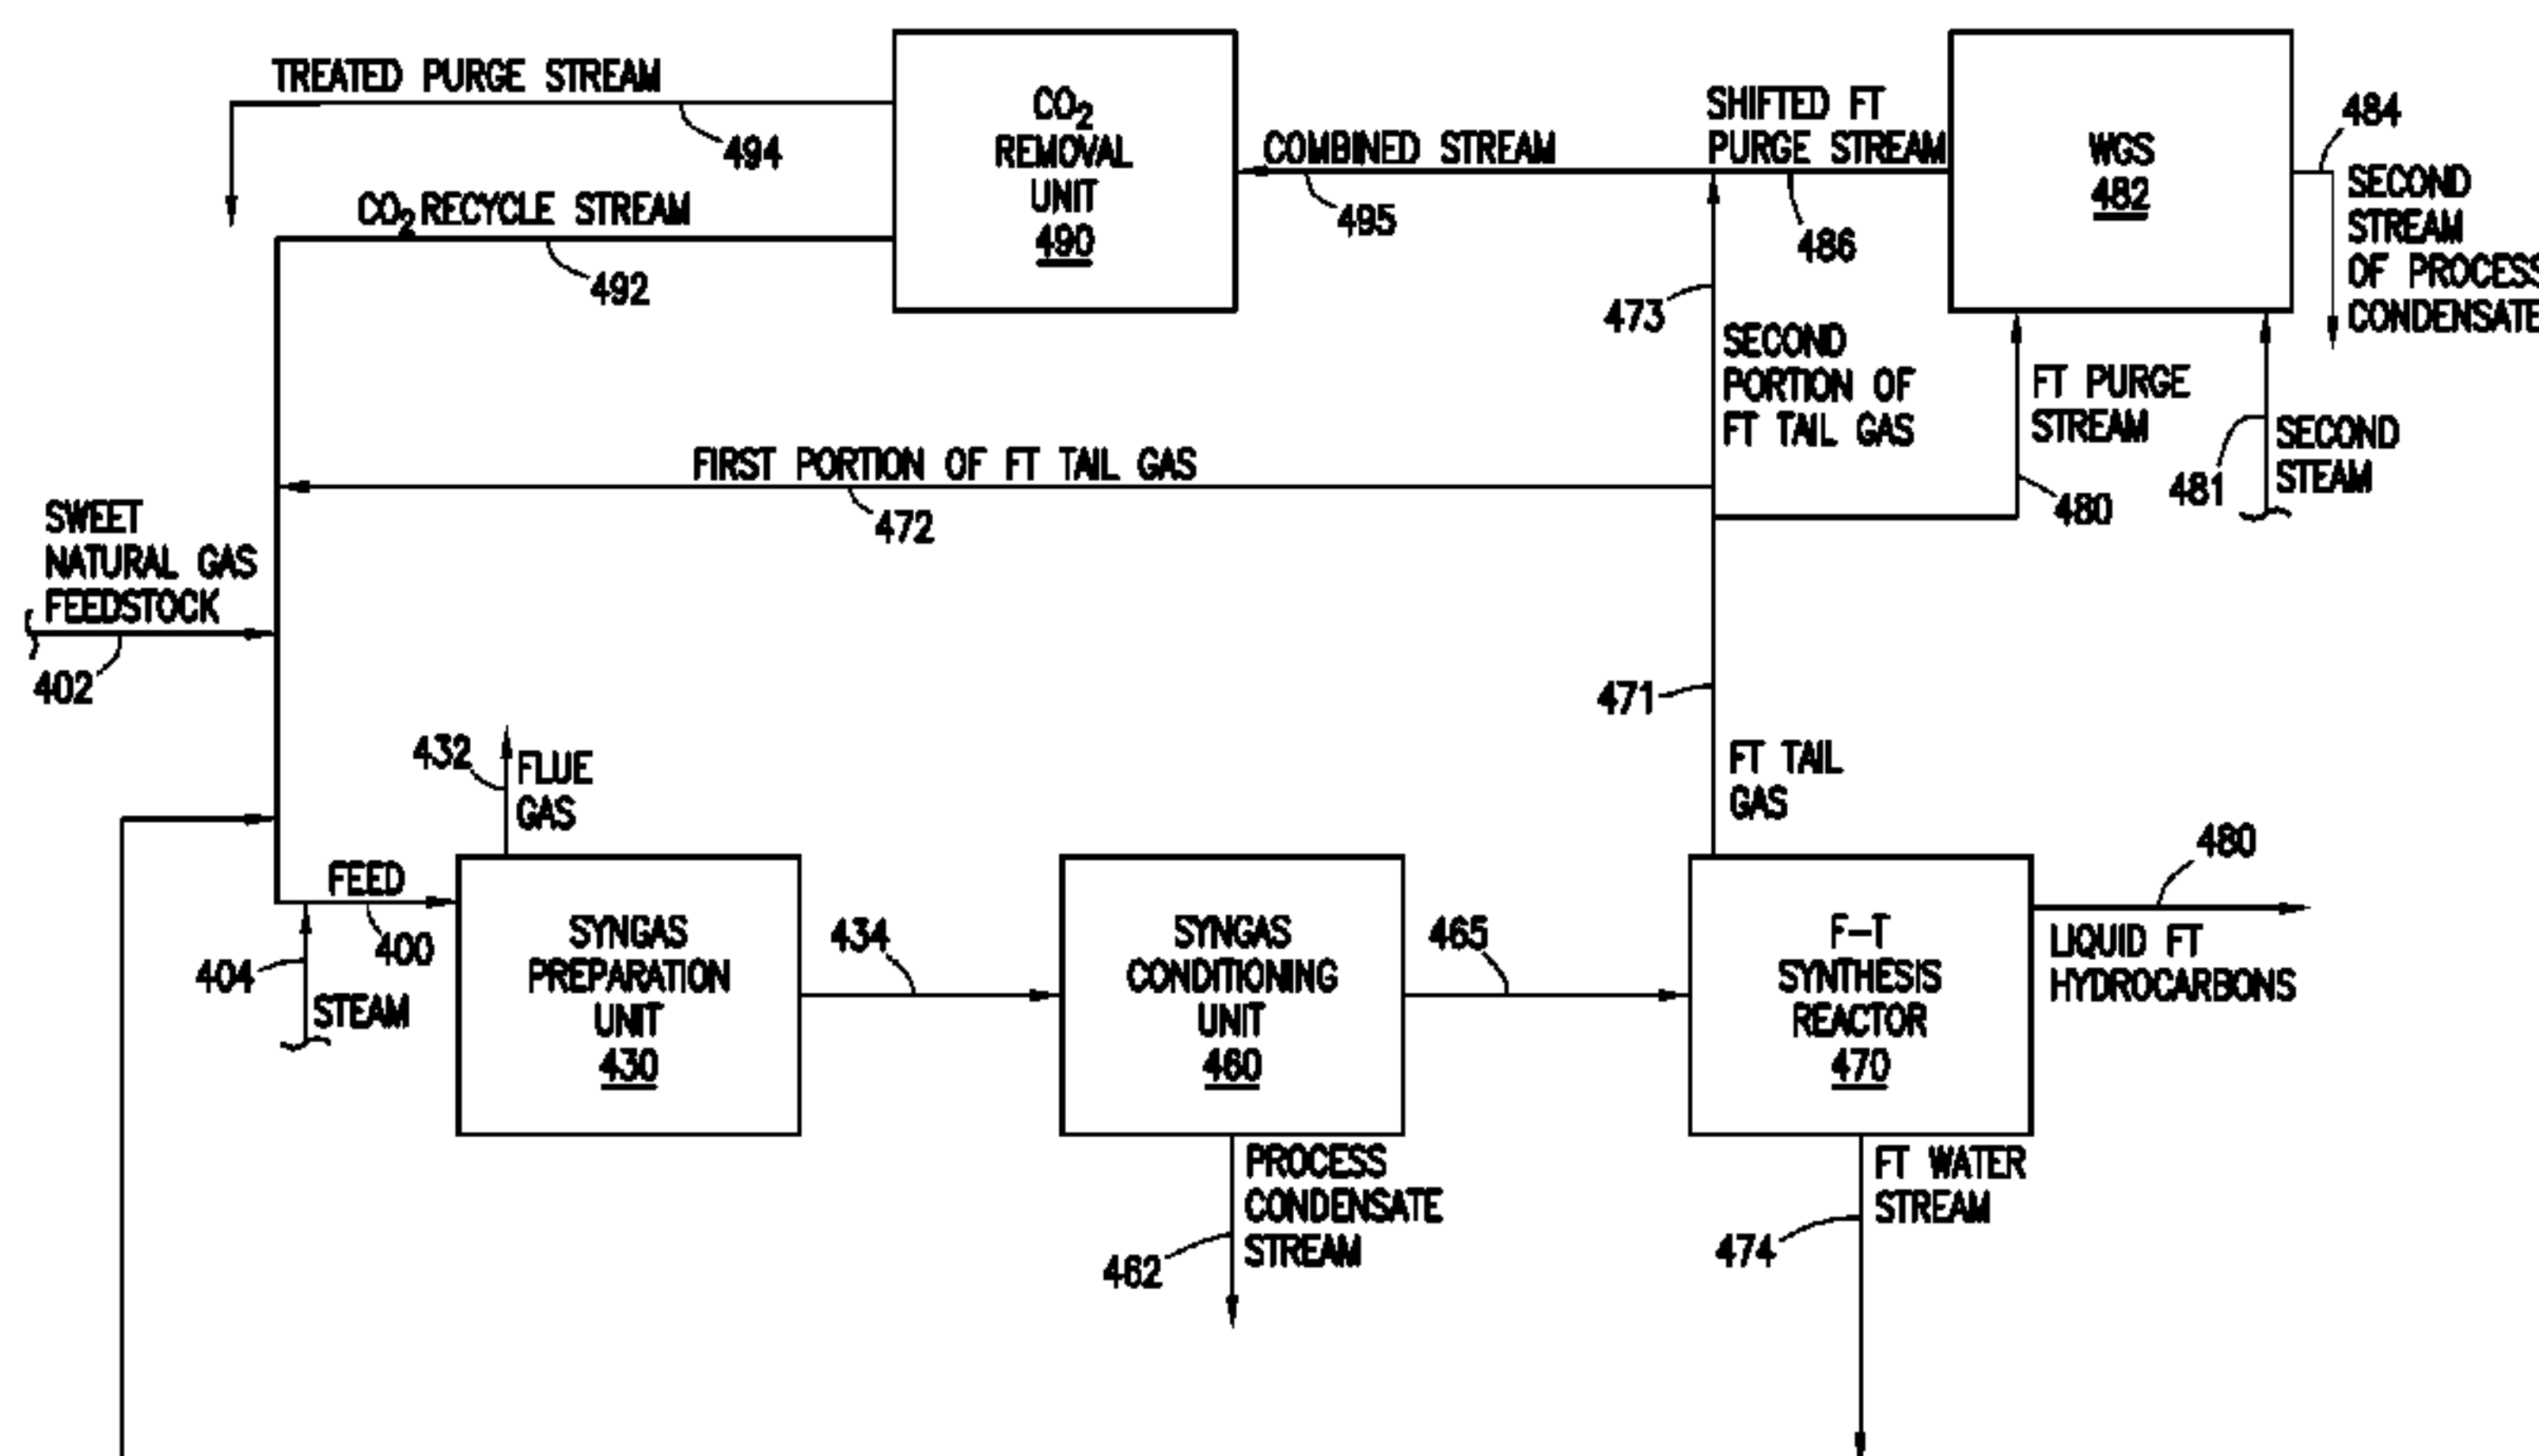 TREATED PURGE STREAM
494
CO₂ RECYCLE STREAM
492
CO₂
REMOVAL
UNIT
490
COMBINED STREAM
495
SHIFTED FT
PURGE STREAM
486
WGS
482
484
SECOND
STREAM
OF PROCESS
CONDENSATE
473
SECOND
PORTION OF
FT TAIL GAS
FT PURGE
STREAM
480
481
SECOND
STEAM
FIRST PORTION OF FT TAIL GAS
472
SWEET
NATURAL GAS
FEEDSTOCK
402
471
FT TAIL
GAS
432
FLUE
GAS
FEED
400
404
STEAM
SYNGAS
PREPARATION
UNIT
430
434
SYNGAS
CONDITIONING
UNIT
460
465
F-T
SYNTHESIS
REACTOR
470
480
LIQUID FT
HYDROCARBONS
PROCESS
CONDENSATE
STREAM
462
FT WATER
STREAM
474